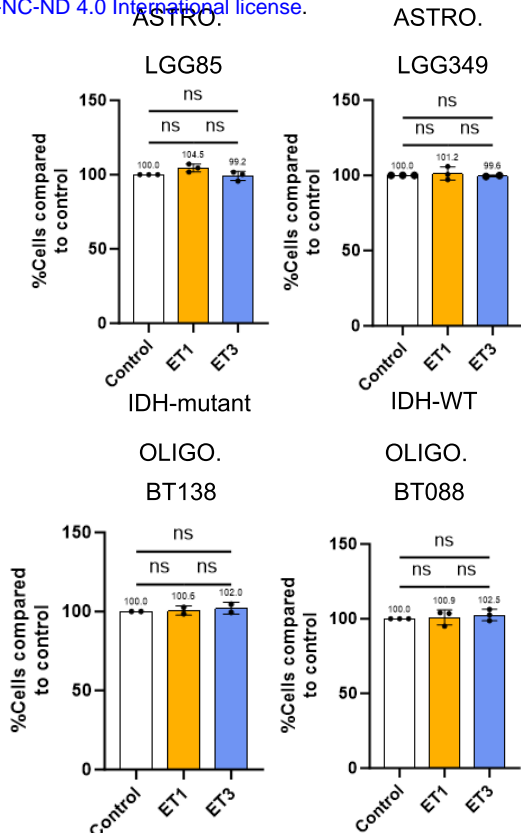 -NC-ND 4.0 International license.
ASTRO.
LGG85
150
100
50
0
%Cells compared
to control
ns
ns ns
100.0 104.5 99.2
Control ET1 ET3
ASTRO.
LGG349
150
100
50
0
%Cells compared
to control
ns
ns ns
100.0 101.2 99.6
Control ET1 ET3
IDH-mutant
OLIGO.
BT138
150
100
50
0
%Cells compared
to control
ns
ns ns
100.0 100.6 102.0
Control ET1 ET3
IDH-WT
OLIGO.
BT088
150
100
50
0
%Cells compared
to control
ns
ns ns
100.0 100.9 102.5
Control ET1 ET3